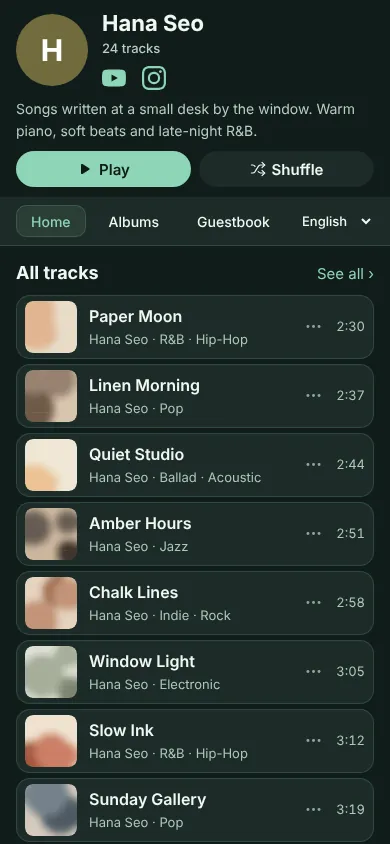 H
Hana Seo
24 tracks
Songs written at a small desk by the window. Warm
piano, soft beats and late-night R&B.
Play
Shuffle
Home
Albums
Guestbook
English
All tracks
See all ›
Paper Moon
Hana Seo · R&B · Hip-Hop
2:30
Linen Morning
Hana Seo · Pop
2:37
Quiet Studio
Hana Seo · Ballad · Acoustic
2:44
Amber Hours
Hana Seo · Jazz
2:51
Chalk Lines
Hana Seo · Indie · Rock
2:58
Window Light
Hana Seo · Electronic
3:05
Slow Ink
Hana Seo · R&B · Hip-Hop
3:12
Sunday Gallery
Hana Seo · Pop
3:19